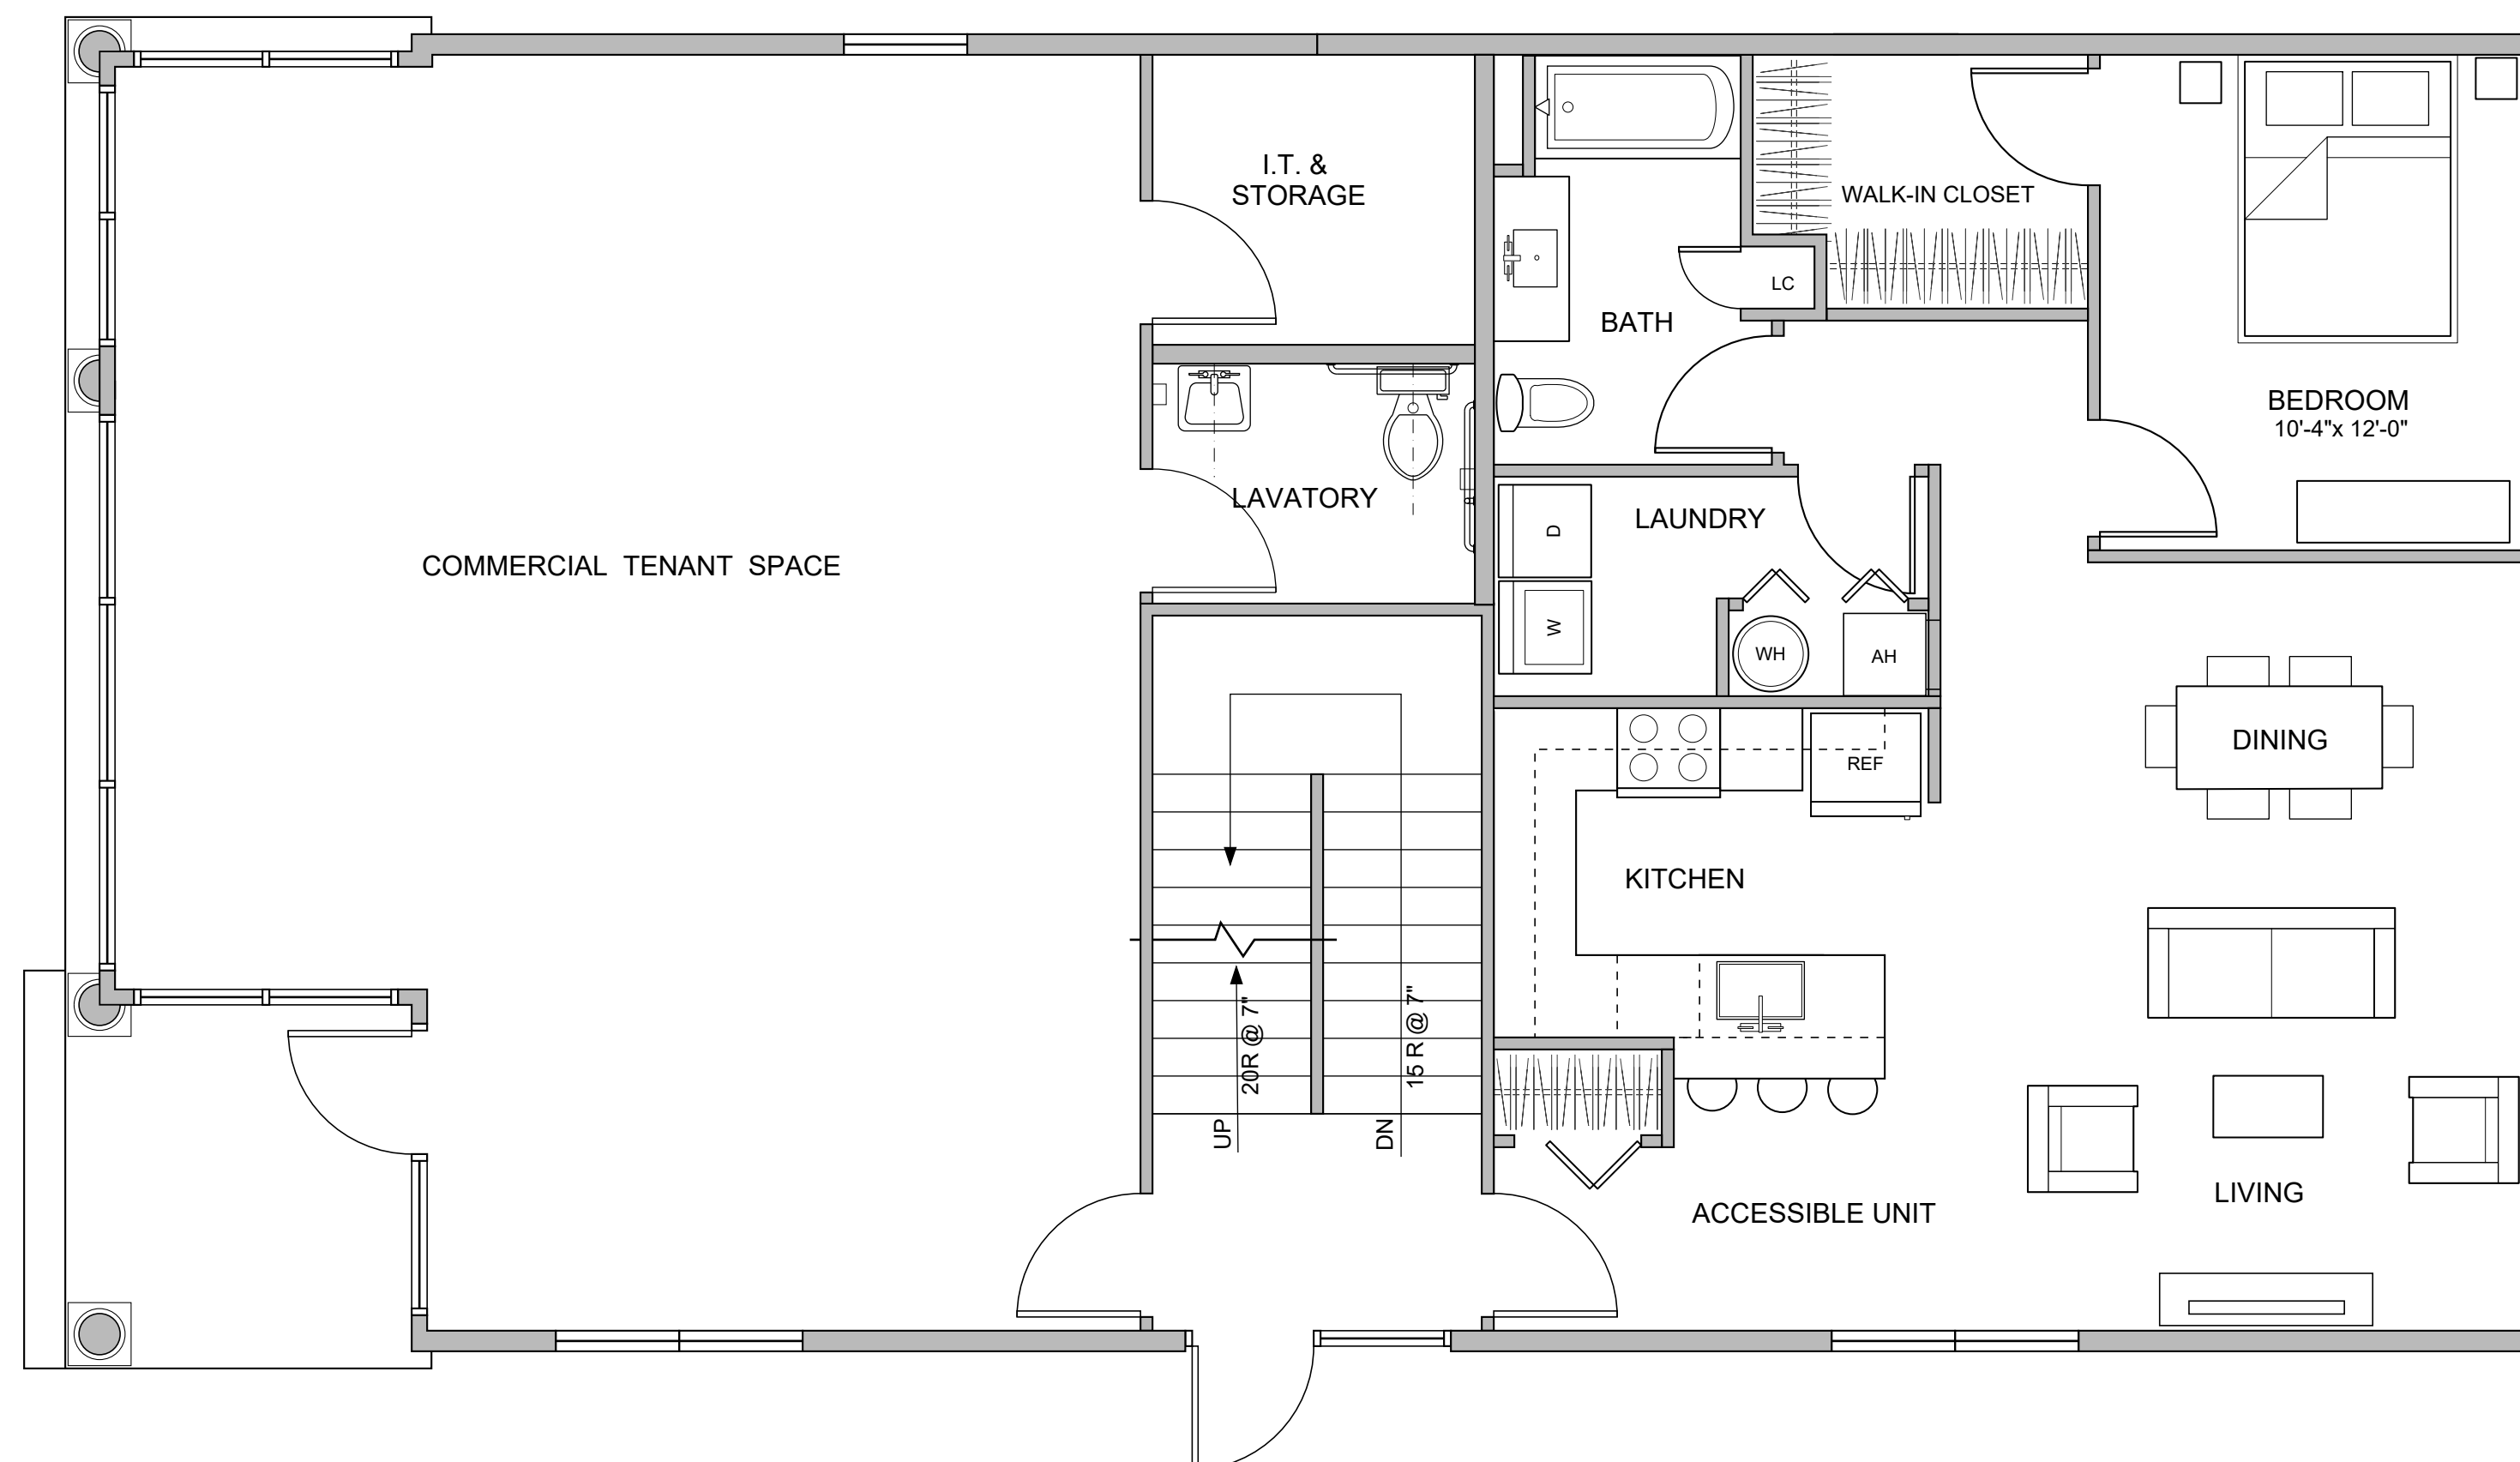 I.T. &
STORAGE
WALK-IN CLOSET
LC
BATH
BEDROOM
10'-4"x 12'-0"
LAVATORY
D
LAUNDRY
COMMERCIAL  TENANT  SPACE
W
WH
AH
DINING
REF
KITCHEN
UP
20R @ 7"
DN
15 R @ 7"
LIVING
ACCESSIBLE UNIT